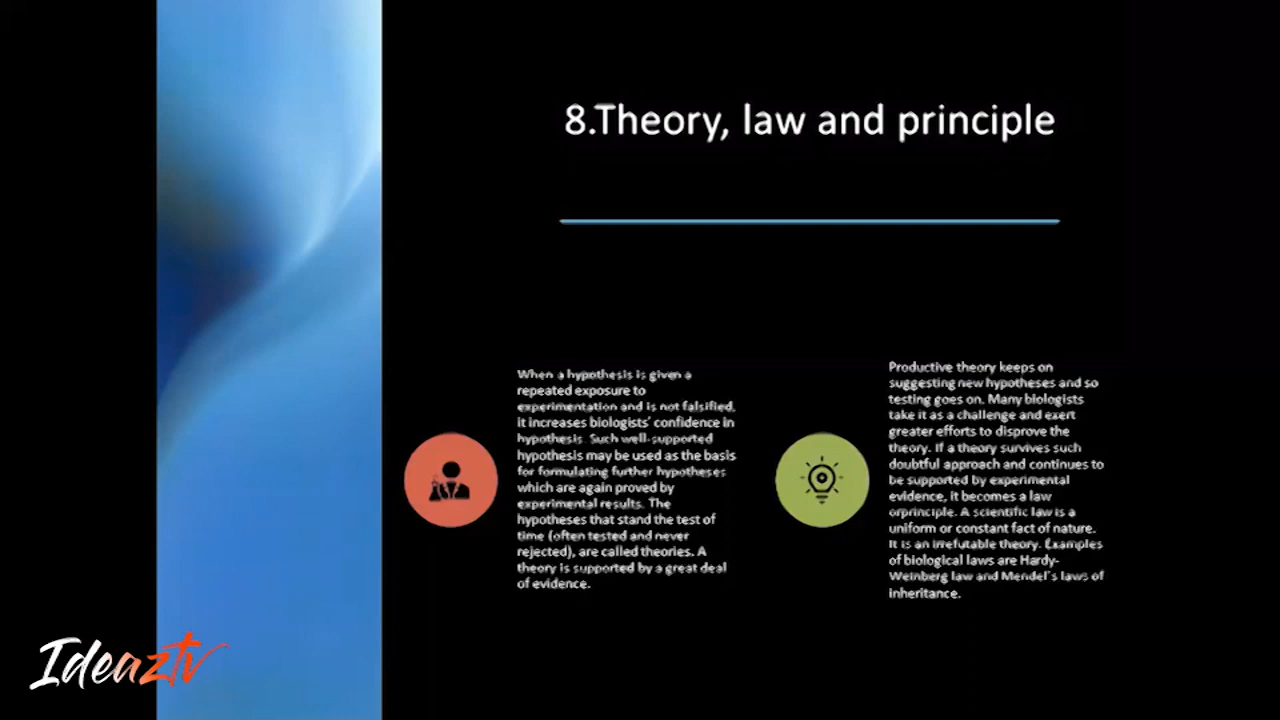 8.Theory, law and principle
When a hypothesis is given a
repeated exposure to
experimentation and is not falsified,
it increases biologists' confidence in
hypothesis. Such well-supported
hypothesis may be used as the basis
for formulating further hypotheses
which are again proved by
experimental results. The
hypotheses that stand the test of
time (often tested and never
rejected), are called theories. A
theory is supported by a great deal
of evidence.
Productive theory keeps on
suggesting new hypotheses and so
testing goes on. Many biologists
take it as a challenge and exert
greater efforts to disprove the
theory. If a theory survives such
doubtful approach and continues to
be supported by experimental
evidence, it becomes a law
orprinciple. A scientific law is a
uniform or constant fact of nature.
It is an irrefutable theory. Examples
of biological laws are Hardy-
Weinberg law and Mendel's laws of
inheritance.
Ideaztv